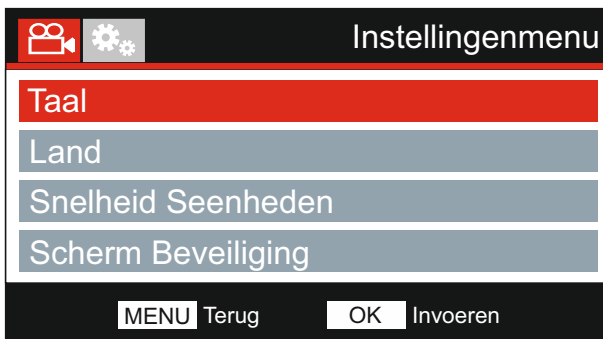 Instellingenmenu
Taal
Land
Snelheid Seenheden
Scherm Beveiliging
MENU Terug OK Invoeren